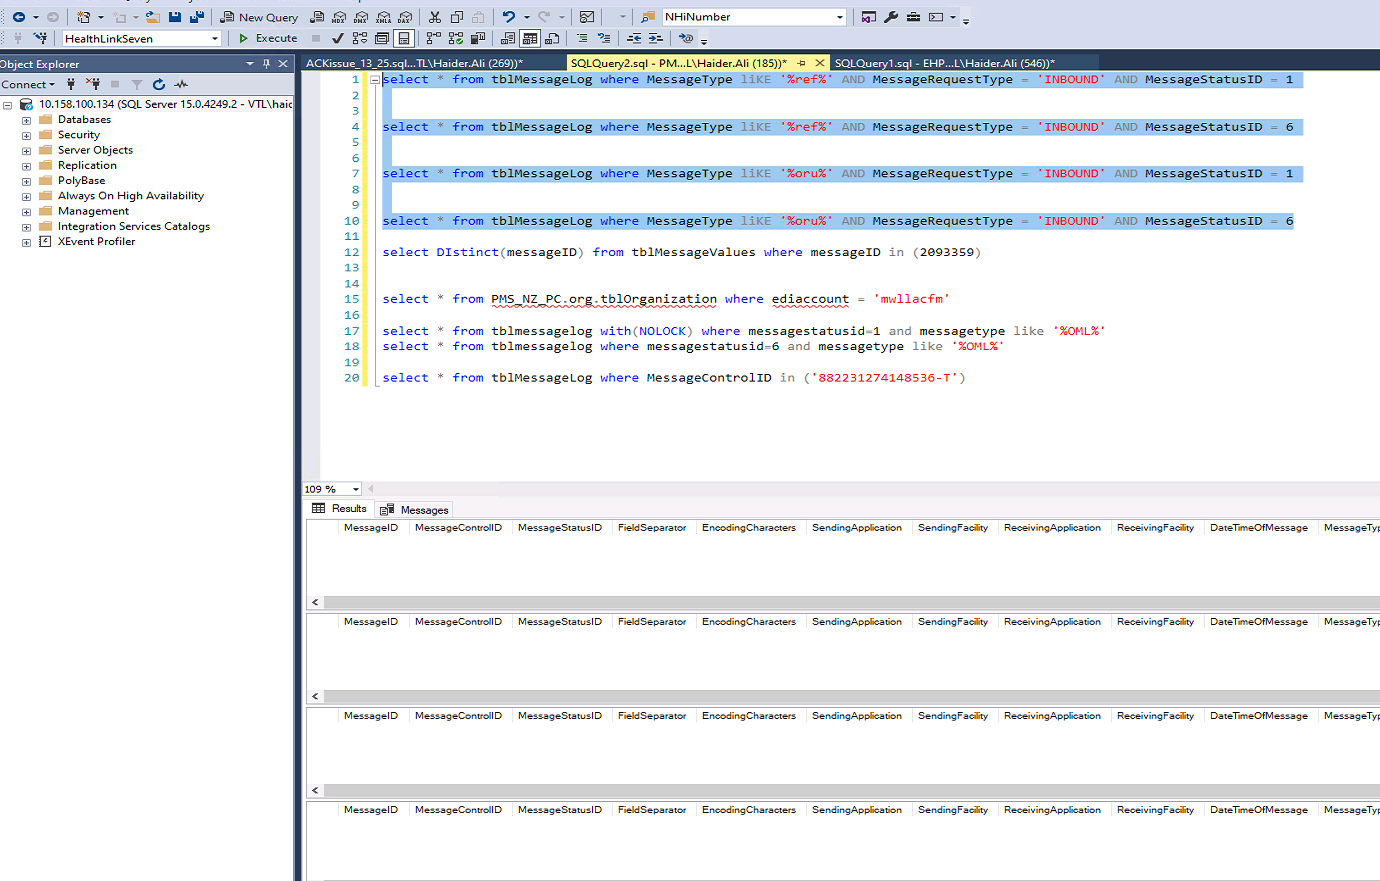 New Query
MDX DMX XMLA DAX
NHiNumber
HealthLinkSeven
Execute
Object Explorer
Connect
10.158.100.134 (SQL Server 15.0.4249.2 - VTL\haic
Databases
Security
Server Objects
Replication
PolyBase
Always On High Availability
Management
Integration Services Catalogs
XEvent Profiler
ACKissue_13_25.sql...TL\Haider.Ali (269))*
SQLQuery2.sql - PM...L\Haider.Ali (185))*
SQLQuery1.sql - EHP...L\Haider.Ali (546))*
1 select * from tblMessageLog where MessageType liKE '%ref%' AND MessageRequestType = 'INBOUND' AND MessageStatusID = 1
2
3
4 select * from tblMessageLog where MessageType liKE '%ref%' AND MessageRequestType = 'INBOUND' AND MessageStatusID = 6
5
6
7 select * from tblMessageLog where MessageType liKE '%oru%' AND MessageRequestType = 'INBOUND' AND MessageStatusID = 1
8
9
10 select * from tblMessageLog where MessageType liKE '%oru%' AND MessageRequestType = 'INBOUND' AND MessageStatusID = 6
11
12 select DIstinct(messageID) from tblMessageValues where messageID in (2093359)
13
14
15 select * from PMS_NZ_PC.org.tblOrganization where ediaccount = 'mwllacfm'
16
17 select * from tblmessagelog with(NOLOCK) where messagestatusid=1 and messagetype like '%OML%'
18 select * from tblmessagelog where messagestatusid=6 and messagetype like '%OML%'
19
20 select * from tblMessageLog where MessageControlID in ('882231274148536-T')
109 %
Results Messages
MessageID MessageControlID MessageStatusID FieldSeparator EncodingCharacters SendingApplication SendingFacility ReceivingApplication ReceivingFacility DateTimeOfMessage MessageTyp
MessageID MessageControlID MessageStatusID FieldSeparator EncodingCharacters SendingApplication SendingFacility ReceivingApplication ReceivingFacility DateTimeOfMessage MessageTyp
MessageID MessageControlID MessageStatusID FieldSeparator EncodingCharacters SendingApplication SendingFacility ReceivingApplication ReceivingFacility DateTimeOfMessage MessageTyp
MessageID MessageControlID MessageStatusID FieldSeparator EncodingCharacters SendingApplication SendingFacility ReceivingApplication ReceivingFacility DateTimeOfMessage MessageTyp